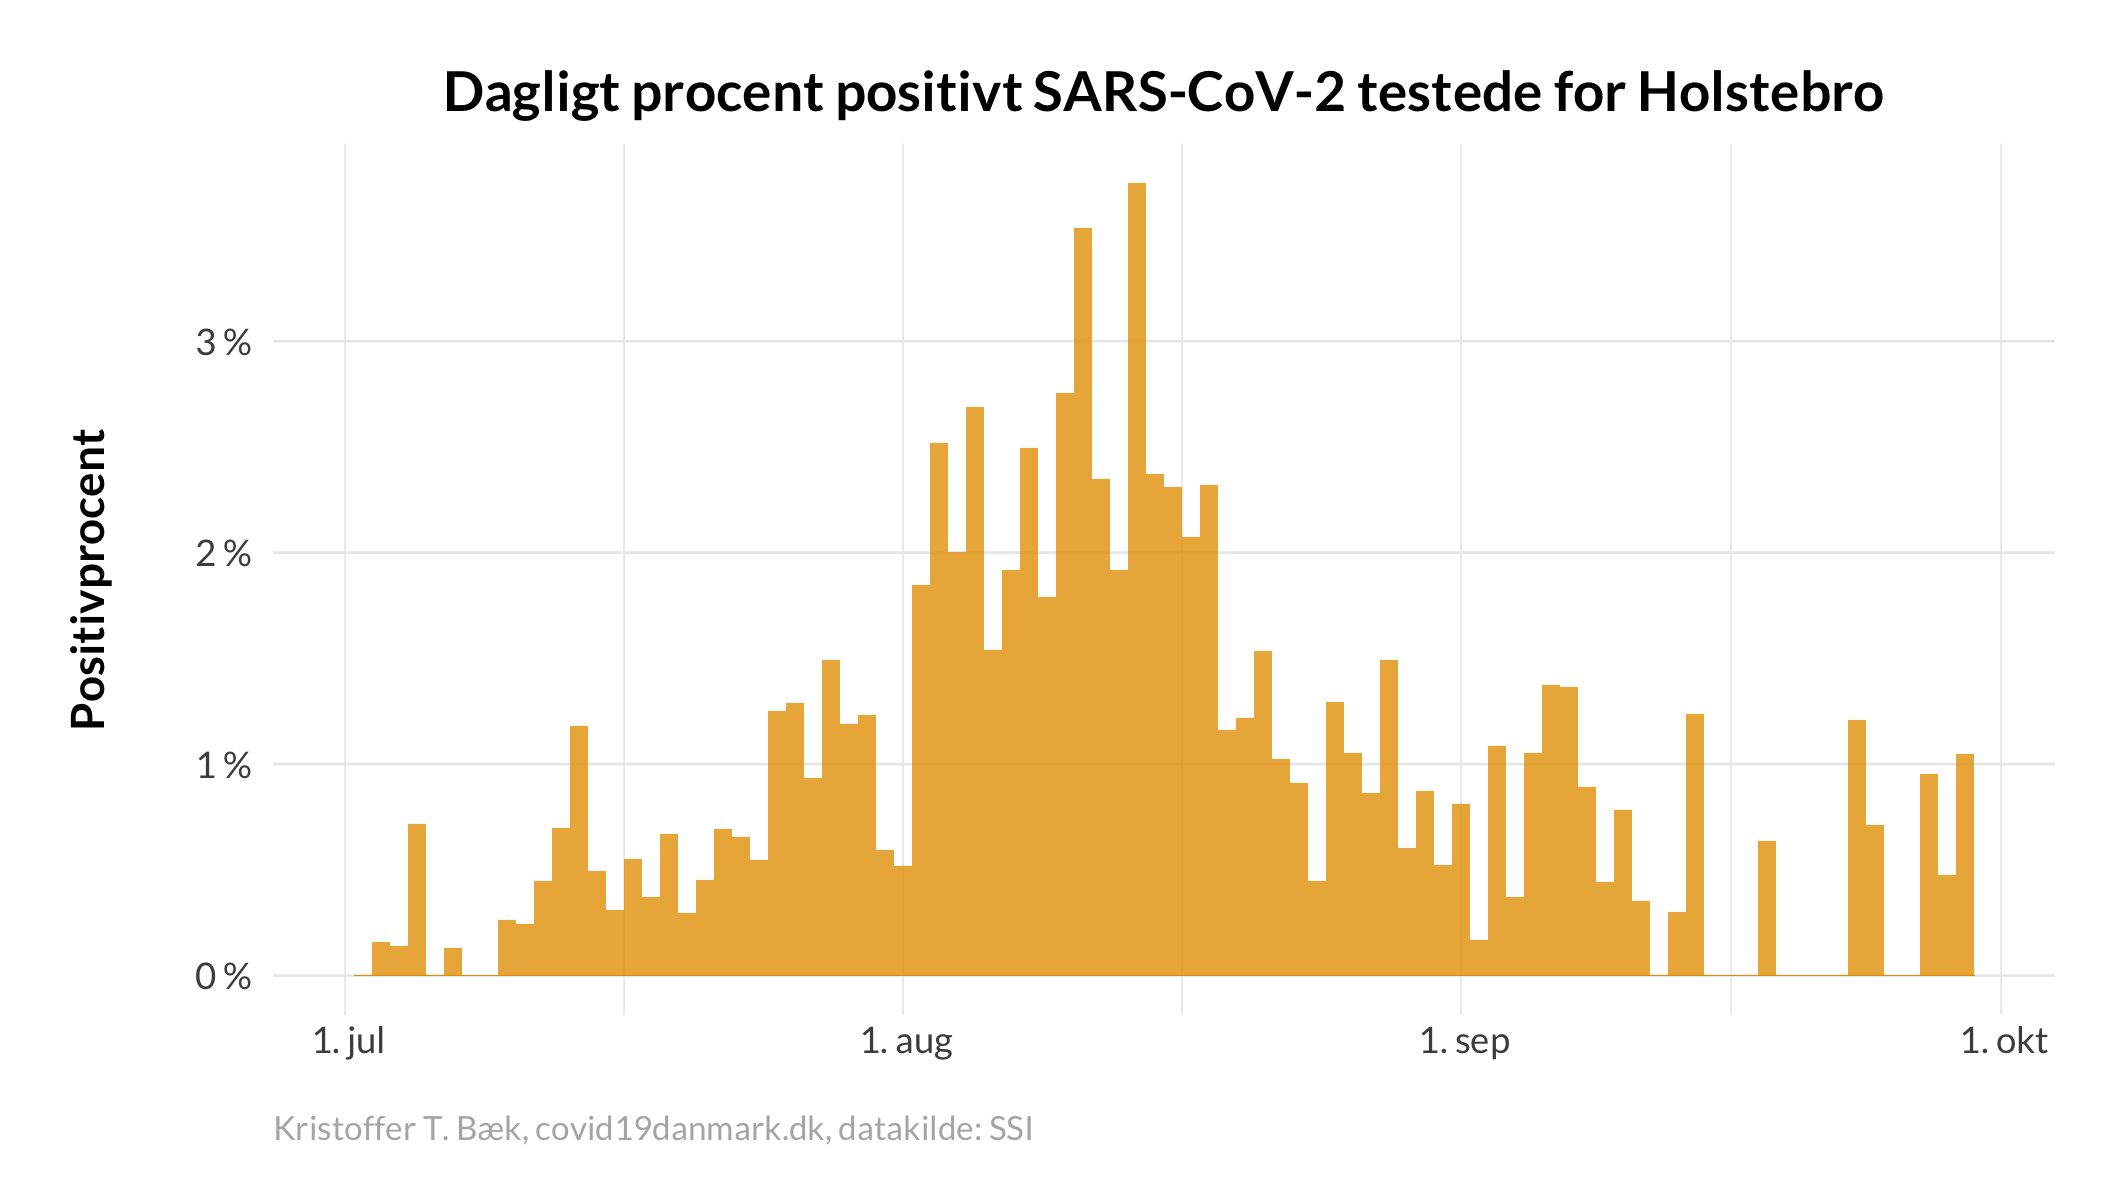 Dagligt procent positivt SARS-CoV-2 testede for Holstebro
Positivprocent
3 %
2 %
1 %
0 %
1. jul
1. aug
1. sep
1. okt
Kristoffer T. Bæk, covid19danmark.dk, datakilde: SSI